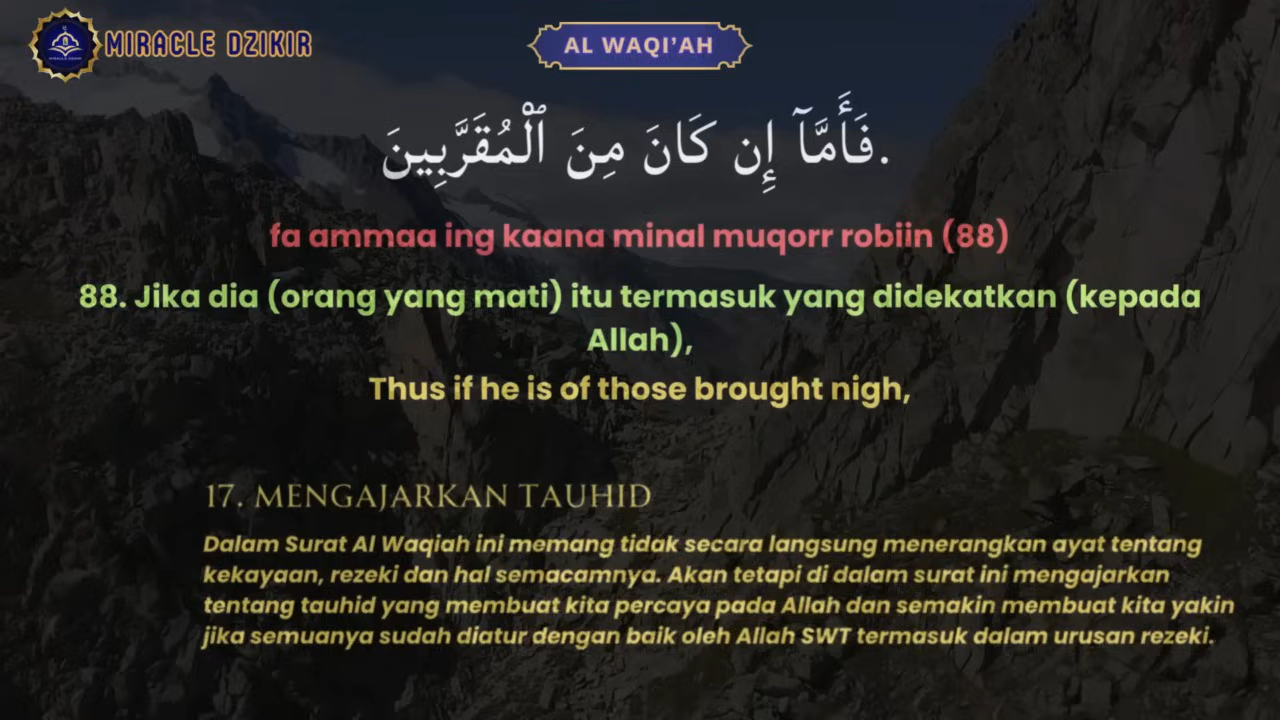 MIRACLE DZIKIR
AL WAQI'AH
فَأَمَّآ إِن كَانَ مِنَ ٱلْمُقَرَّبِينَ.
fa ammaa ing kaana minal muqorr robiin (88)
88. Jika dia (orang yang mati) itu termasuk yang didekatkan (kepada
Allah),
Thus if he is of those brought nigh,
17. MENGAJARKAN TAUHID
Dalam Surat Al Waqiah ini memang tidak secara langsung menerangkan ayat tentang
kekayaan, rezeki dan hal semacamnya. Akan tetapi di dalam surat ini mengajarkan
tentang tauhid yang membuat kita percaya pada Allah dan semakin membuat kita yakin
jika semuanya sudah diatur dengan baik oleh Allah SWT termasuk dalam urusan rezeki.